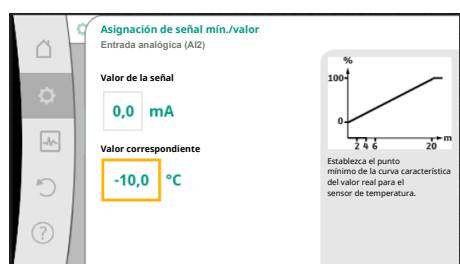 Asignación de señal mín./valor
Entrada analógica (AI2)
Valor de la señal
0,0 mA
Valor correspondiente
-10,0 °C
%
100
0
2 4 6 20
m
Establezca el punto
mínimo de la curva característica
del valor real para el
sensor de temperatura.
?